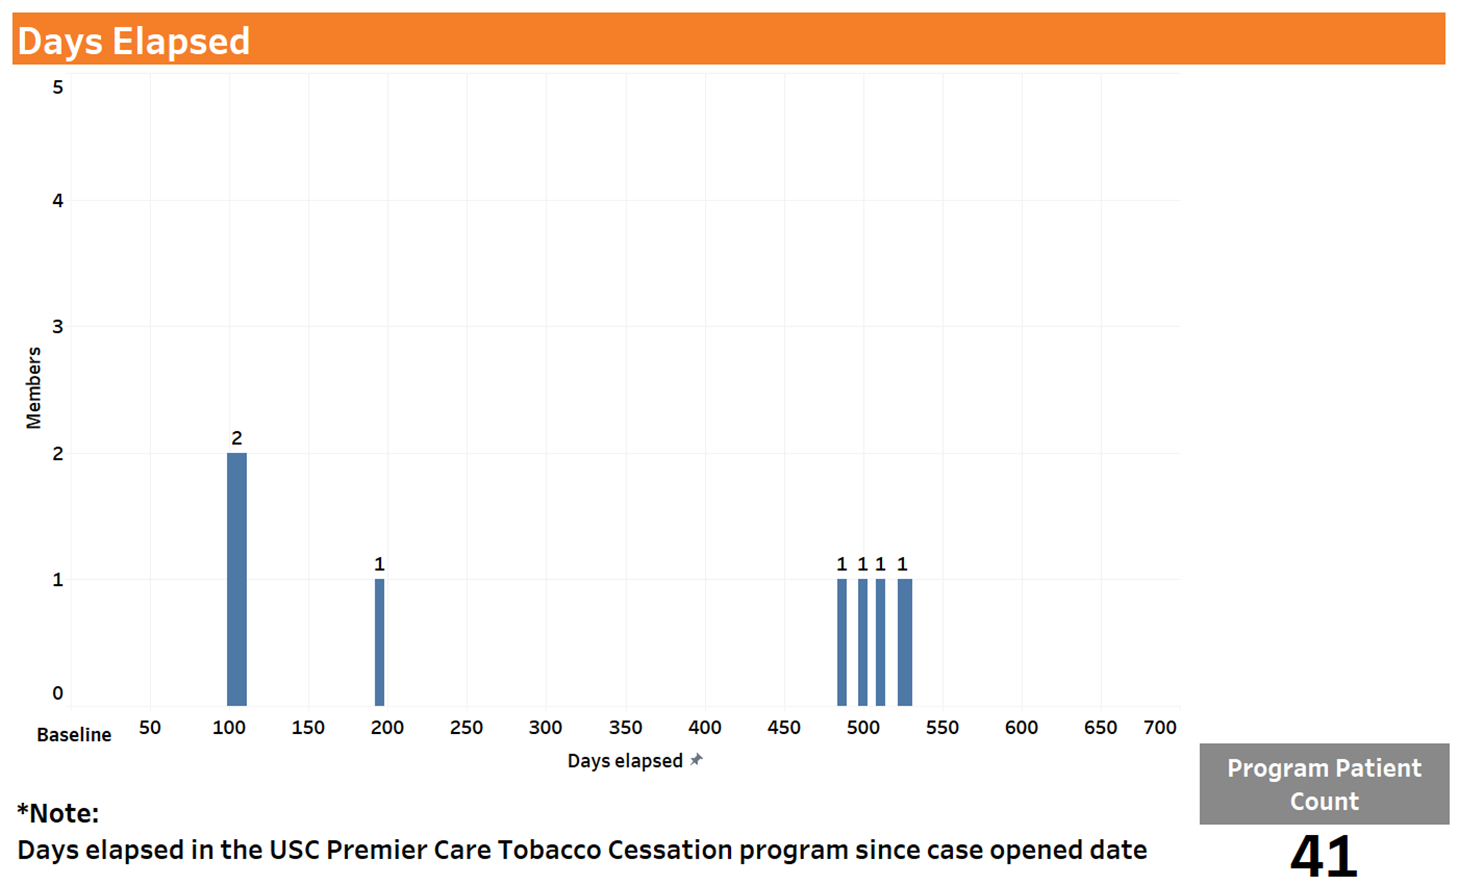 Days Elapsed
5
4
3
2
1
0
Members
2
1
1 1 1 1
Baseline 50 100 150 200 250 300 350 400 450 500 550 600 650 700
Days elapsed
Program Patient
Count
41
*Note:
Days elapsed in the USC Premier Care Tobacco Cessation program since case opened date